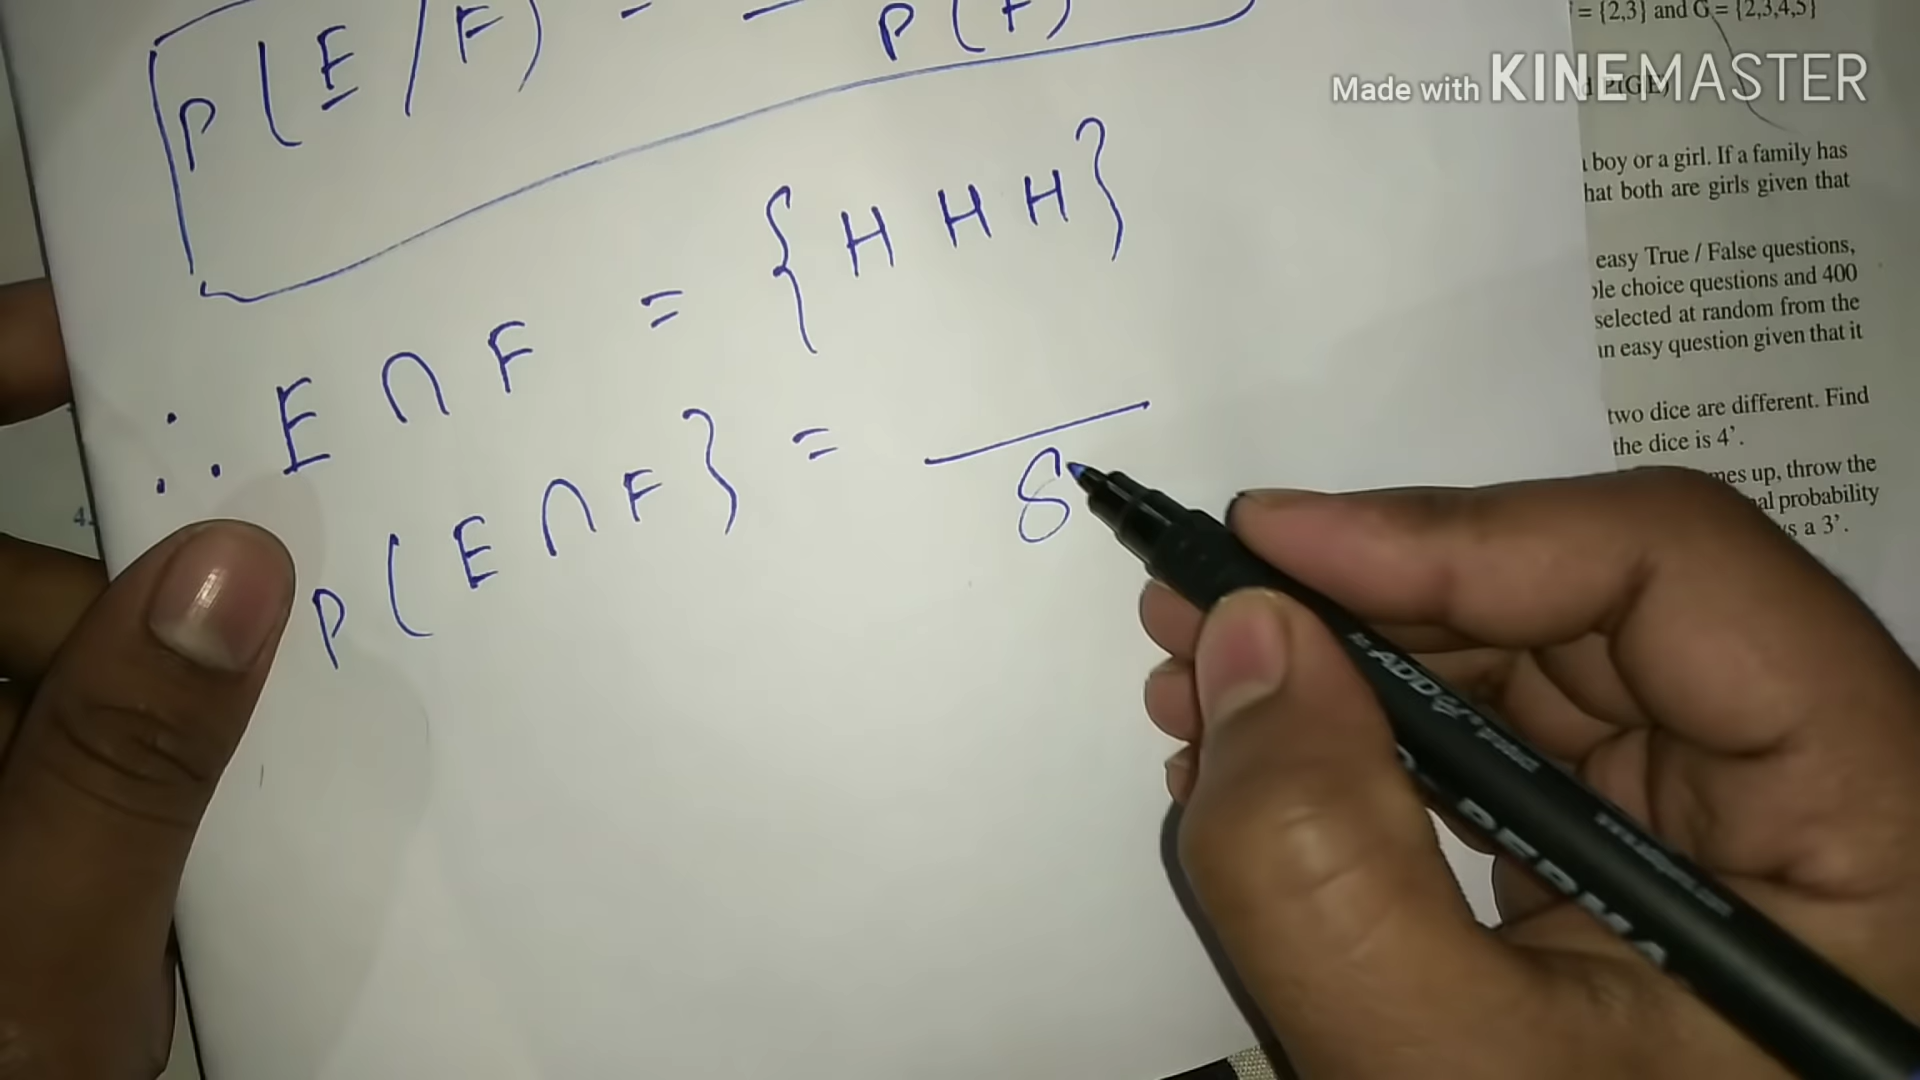 P(E/F) = P(F)
= {2,3} and G = {2,3,4,5}
Made with KINEMASTER
d P(G|E)
boy or a girl. If a family has
hat both are girls given that
∴ E ∩ F = {H H H}
easy True / False questions,
le choice questions and 400
selected at random from the
an easy question given that it
P(E ∩ F} = 8
two dice are different. Find
the dice is 4’.
mes up, throw the
al probability
s a 3’.
4.